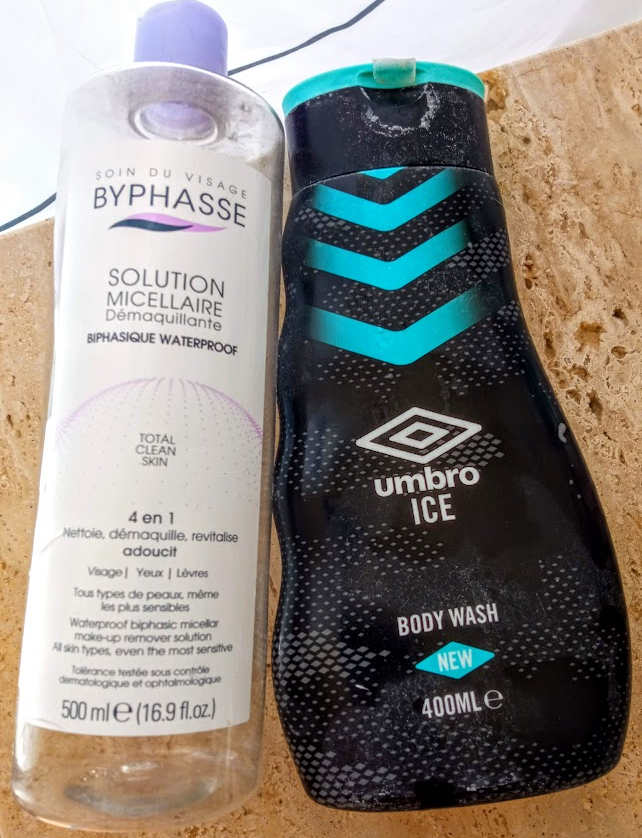 SOIN DU VISAGE
BYPHASSE
SOLUTION
MICELLAIRE
Démaquillante
BIPHASIQUE WATERPROOF
TOTAL
CLEAN
SKIN
4 en 1
Nettoie, démaquille, revitalise
adoucit
Visage | Yeux | Lèvres
Tous types de peaux, même
les plus sensibles
Waterproof biphasic micellar
make-up remover solution
All skin types, even the most sensitive
Tolérance testée sous contrôle
dermatologique et ophtalmologique
500 ml ℮ (16.9 fl.oz.)
umbro
ICE
BODY WASH
NEW
400ML ℮